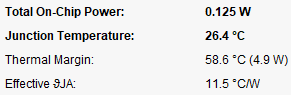 Total On-Chip Power: 0.125 W
Junction Temperature: 26.4 °C
Thermal Margin: 58.6 °C (4.9 W)
Effective ϑJA: 11.5 °C/W